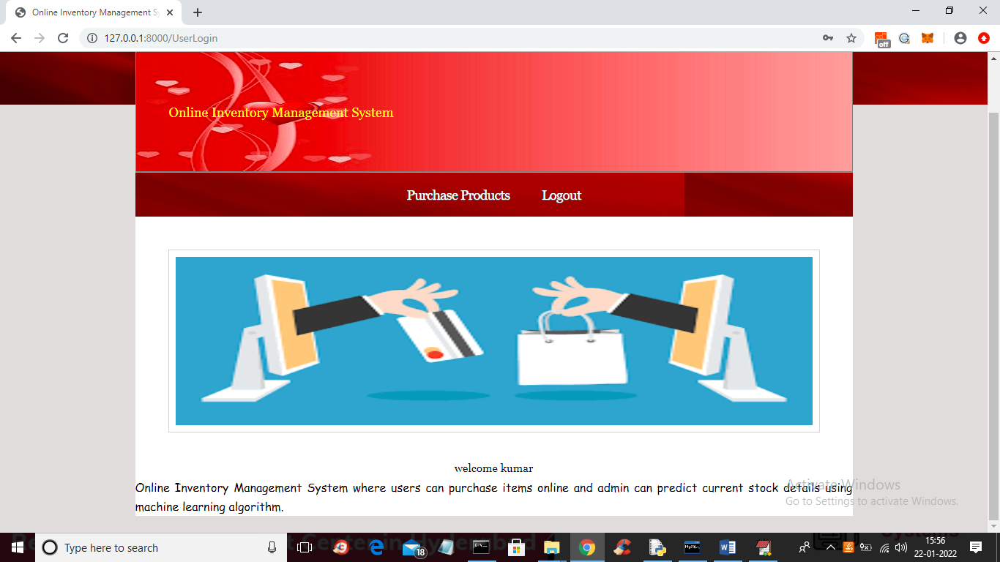 Online Inventory Management S
127.0.0.1:8000/UserLogin
off
Online Inventory Management System
Purchase Products Logout
welcome kumar
Online Inventory Management System where users can purchase items online and admin can predict current stock details using
machine learning algorithm.
Activate Windows
Go to Settings to activate Windows.
Type here to search
18
15:56
22-01-2022